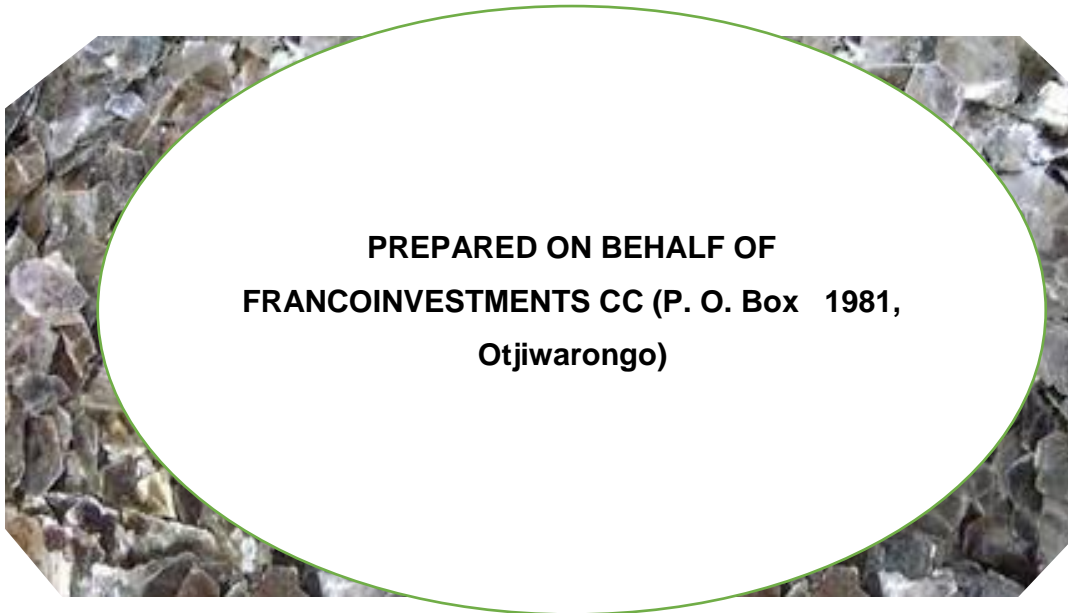 PREPARED ON BEHALF OF
FRANCOINVESTMENTS CC (P. O. Box 1981,
Otjiwarongo)